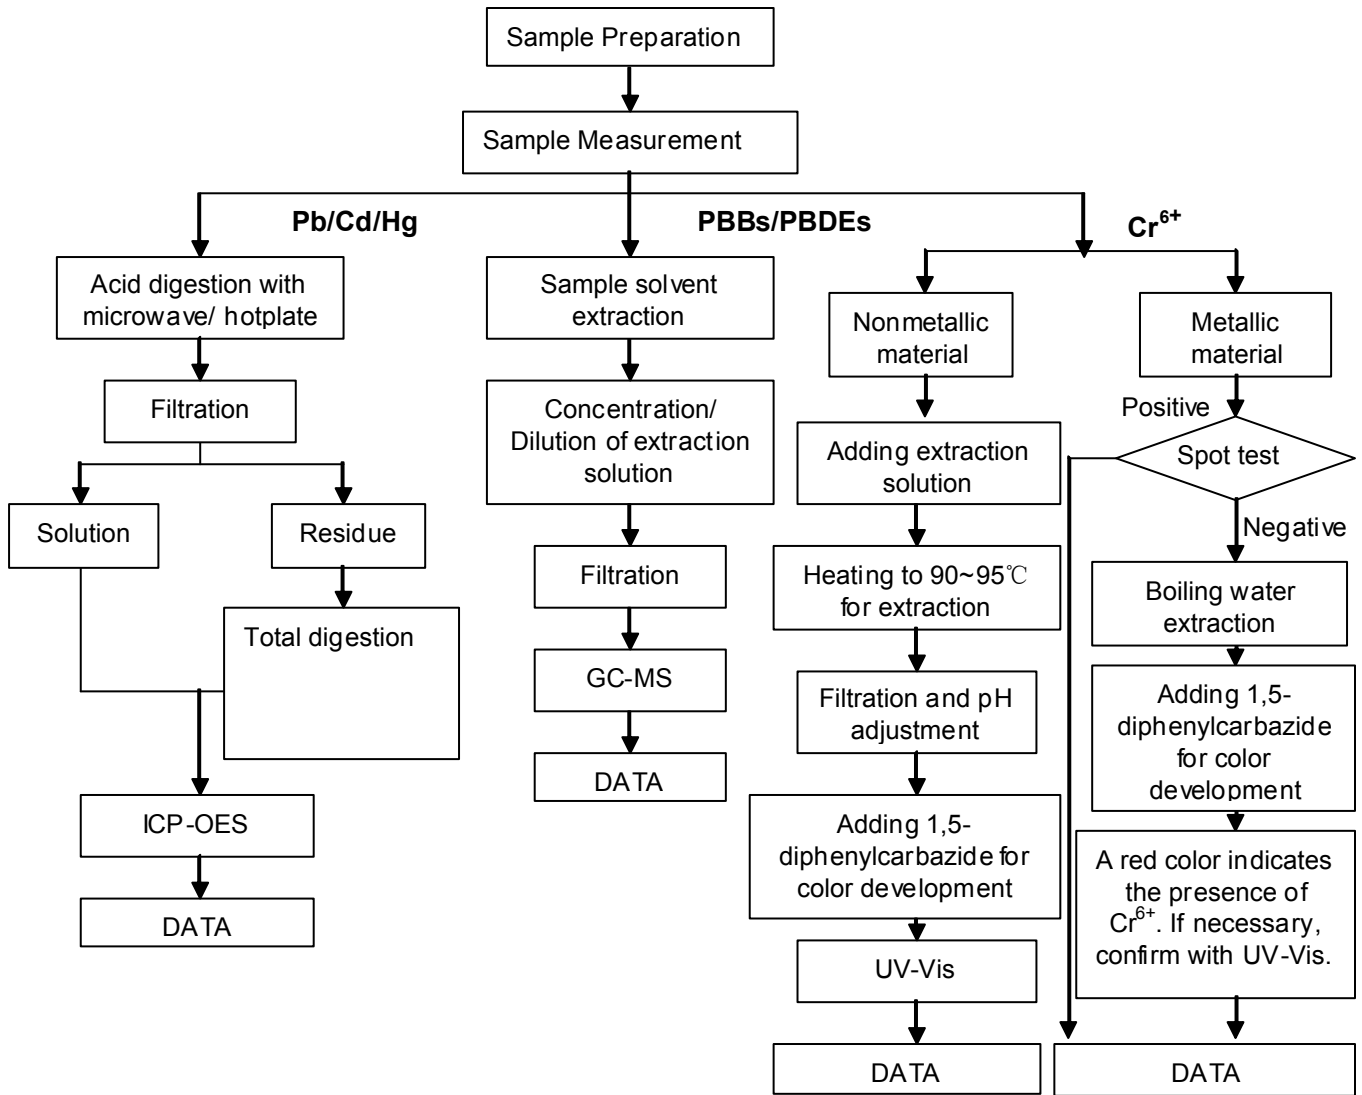 Sample Preparation
Sample Measurement
Pb/Cd/Hg
PBBs/PBDEs
Cr⁶⁺
Acid digestion with
microwave/ hotplate
Filtration
Solution
Residue
Total digestion
ICP-OES
DATA
Sample solvent
extraction
Concentration/
Dilution of extraction
solution
Filtration
GC-MS
DATA
Nonmetallic
material
Adding extraction
solution
Heating to 90~95℃
for extraction
Filtration and pH
adjustment
Adding 1,5-
diphenylcarbazide for
color development
UV-Vis
DATA
Metallic
material
Positive
Spot test
Negative
Boiling water
extraction
Adding 1,5-
diphenylcarbazide
for color
development
A red color indicates
the presence of
Cr⁶⁺. If necessary,
confirm with UV-Vis.
DATA